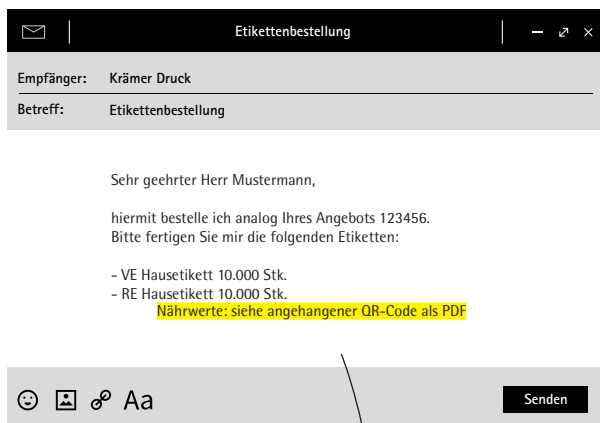 Etikettenbestellung
Empfänger: Krämer Druck
Betreff: Etikettenbestellung
Sehr geehrter Herr Mustermann,
hiermit bestelle ich analog Ihres Angebots 123456.
Bitte fertigen Sie mir die folgenden Etiketten:
- VE Hausetikett 10.000 Stk.
- RE Hausetikett 10.000 Stk.
Nährwerte: siehe angehangener QR-Code als PDF
Aa
Senden